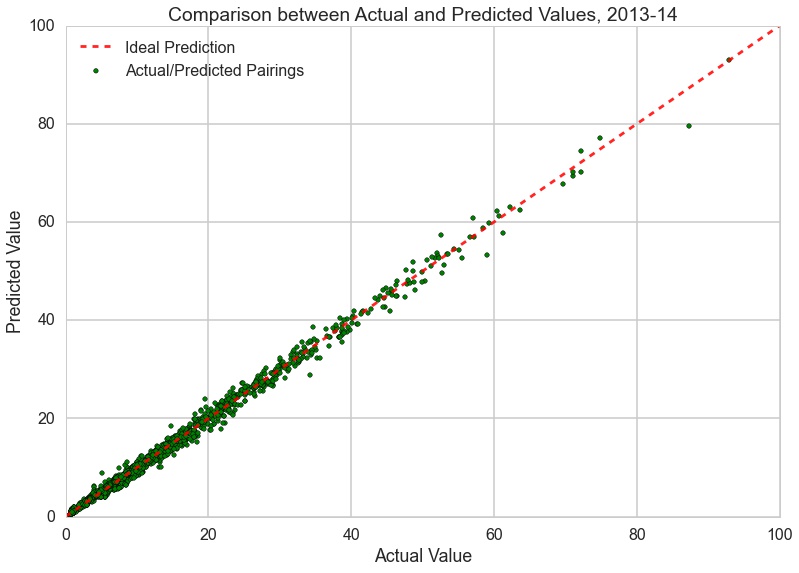 Comparison between Actual and Predicted Values, 2013-14
100
80
60
40
20
0
Ideal Prediction
Actual/Predicted Pairings
Predicted Value
0 20 40 60 80 100
Actual Value